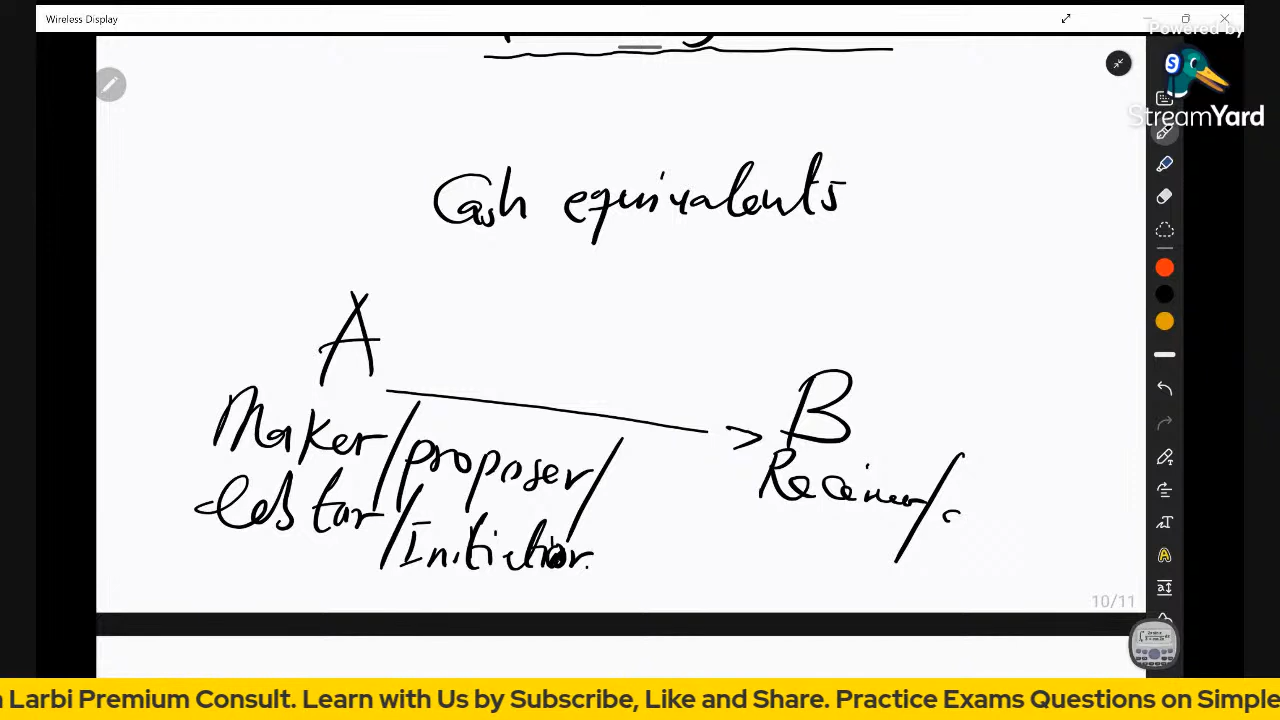 Wireless Display
Powered by
StreamYard
Cash equivalents
A
B
Maker/proposer/
Receiver/c
debtor/Initiator.
10/11
n Larbi Premium Consult. Learn with Us by Subscribe, Like and Share. Practice Exams Questions on Simple